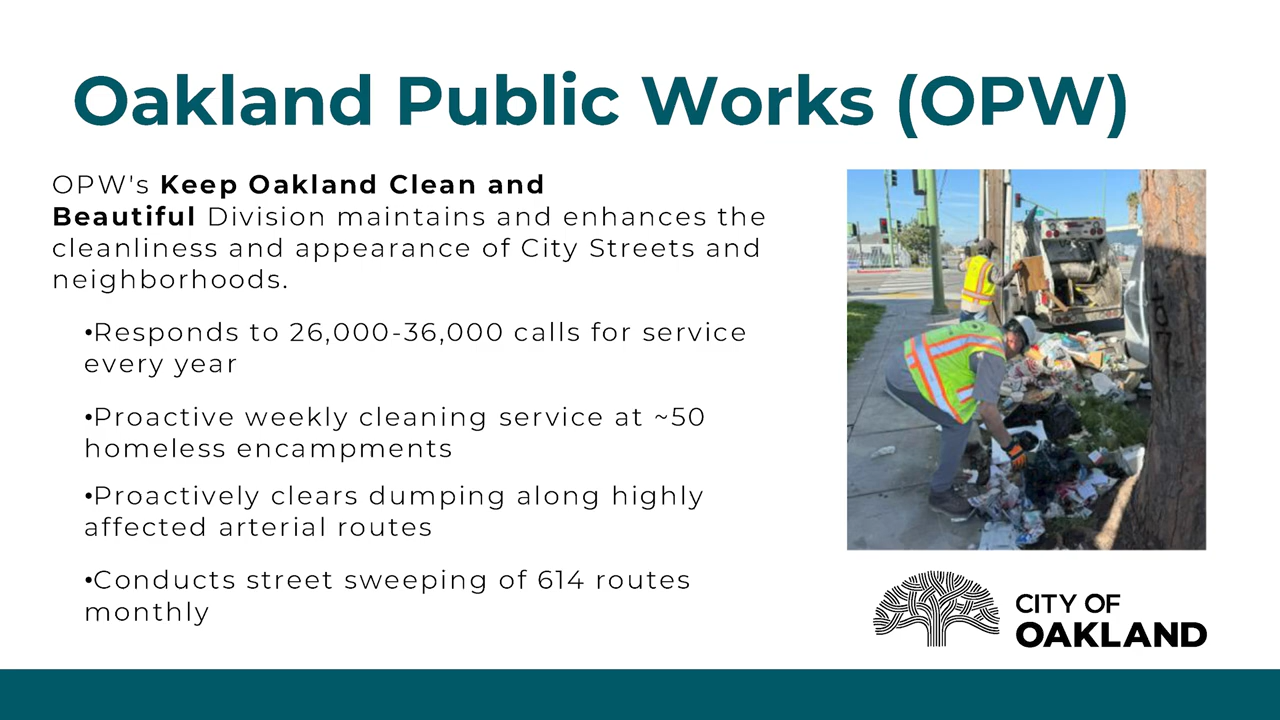 Oakland Public Works (OPW)
OPW's Keep Oakland Clean and
Beautiful Division maintains and enhances the
cleanliness and appearance of City Streets and
neighborhoods.
•Responds to 26,000-36,000 calls for service
every year
•Proactive weekly cleaning service at ~50
homeless encampments
•Proactively clears dumping along highly
affected arterial routes
•Conducts street sweeping of 614 routes
monthly
CITY OF
OAKLAND